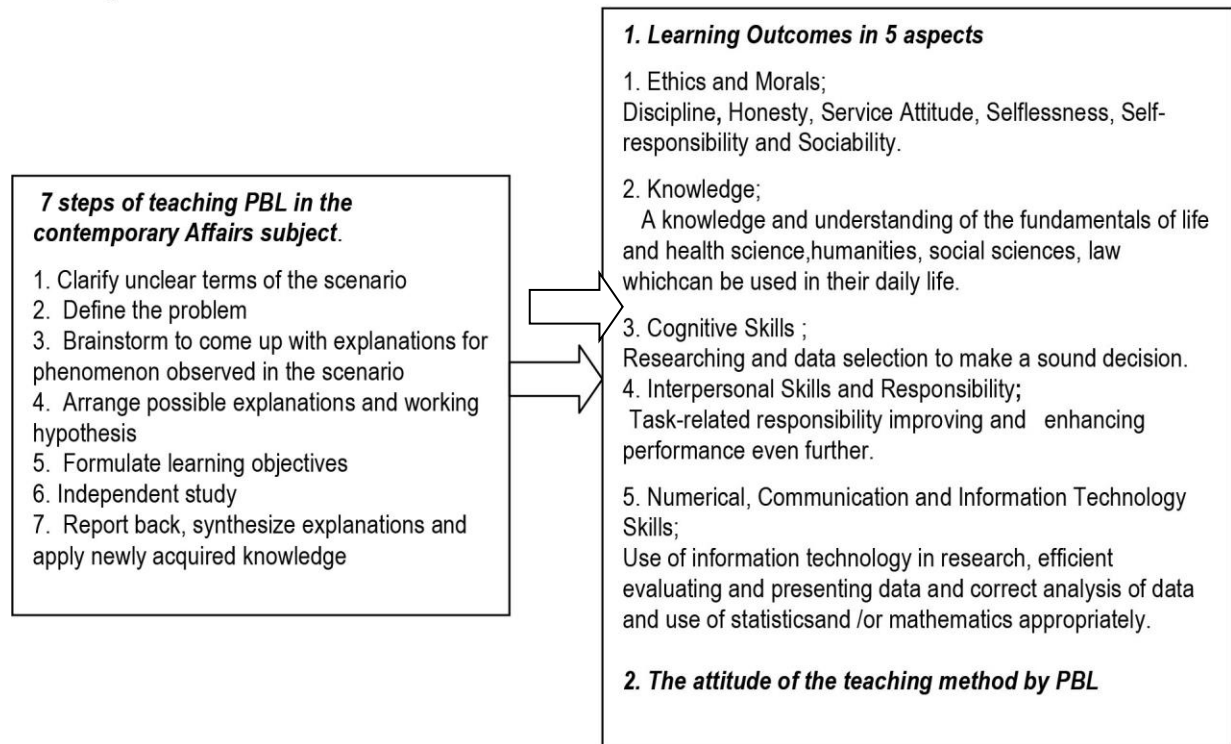 7 steps of teaching PBL in the
contemporary Affairs subject.
1. Clarify unclear terms of the scenario
2. Define the problem
3. Brainstorm to come up with explanations for
phenomenon observed in the scenario
4. Arrange possible explanations and working
hypothesis
5. Formulate learning objectives
6. Independent study
7. Report back, synthesize explanations and
apply newly acquired knowledge
1. Learning Outcomes in 5 aspects
1. Ethics and Morals;
Discipline, Honesty, Service Attitude, Selflessness, Self-
responsibility and Sociability.
2. Knowledge;
A knowledge and understanding of the fundamentals of life
and health science,humanities, social sciences, law
whichcan be used in their daily life.
3. Cognitive Skills ;
Researching and data selection to make a sound decision.
4. Interpersonal Skills and Responsibility;
Task-related responsibility improving and enhancing
performance even further.
5. Numerical, Communication and Information Technology
Skills;
Use of information technology in research, efficient
evaluating and presenting data and correct analysis of data
and use of statisticsand /or mathematics appropriately.
2. The attitude of the teaching method by PBL